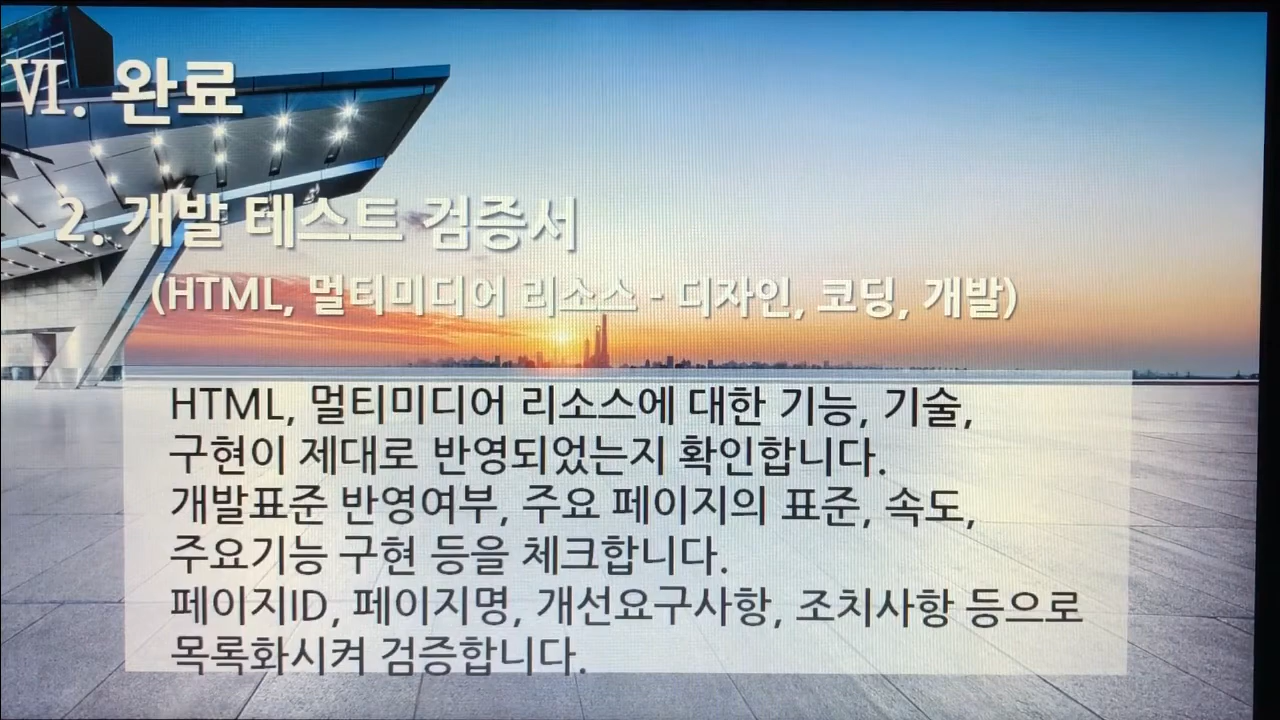 Ⅵ. 완료
2. 개발 테스트 검증서
(HTML, 멀티미디어 리소스 - 디자인, 코딩, 개발)
HTML, 멀티미디어 리소스에 대한 기능, 기술,
구현이 제대로 반영되었는지 확인합니다.
개발표준 반영여부, 주요 페이지의 표준, 속도,
주요기능 구현 등을 체크합니다.
페이지ID, 페이지명, 개선요구사항, 조치사항 등으로
목록화시켜 검증합니다.